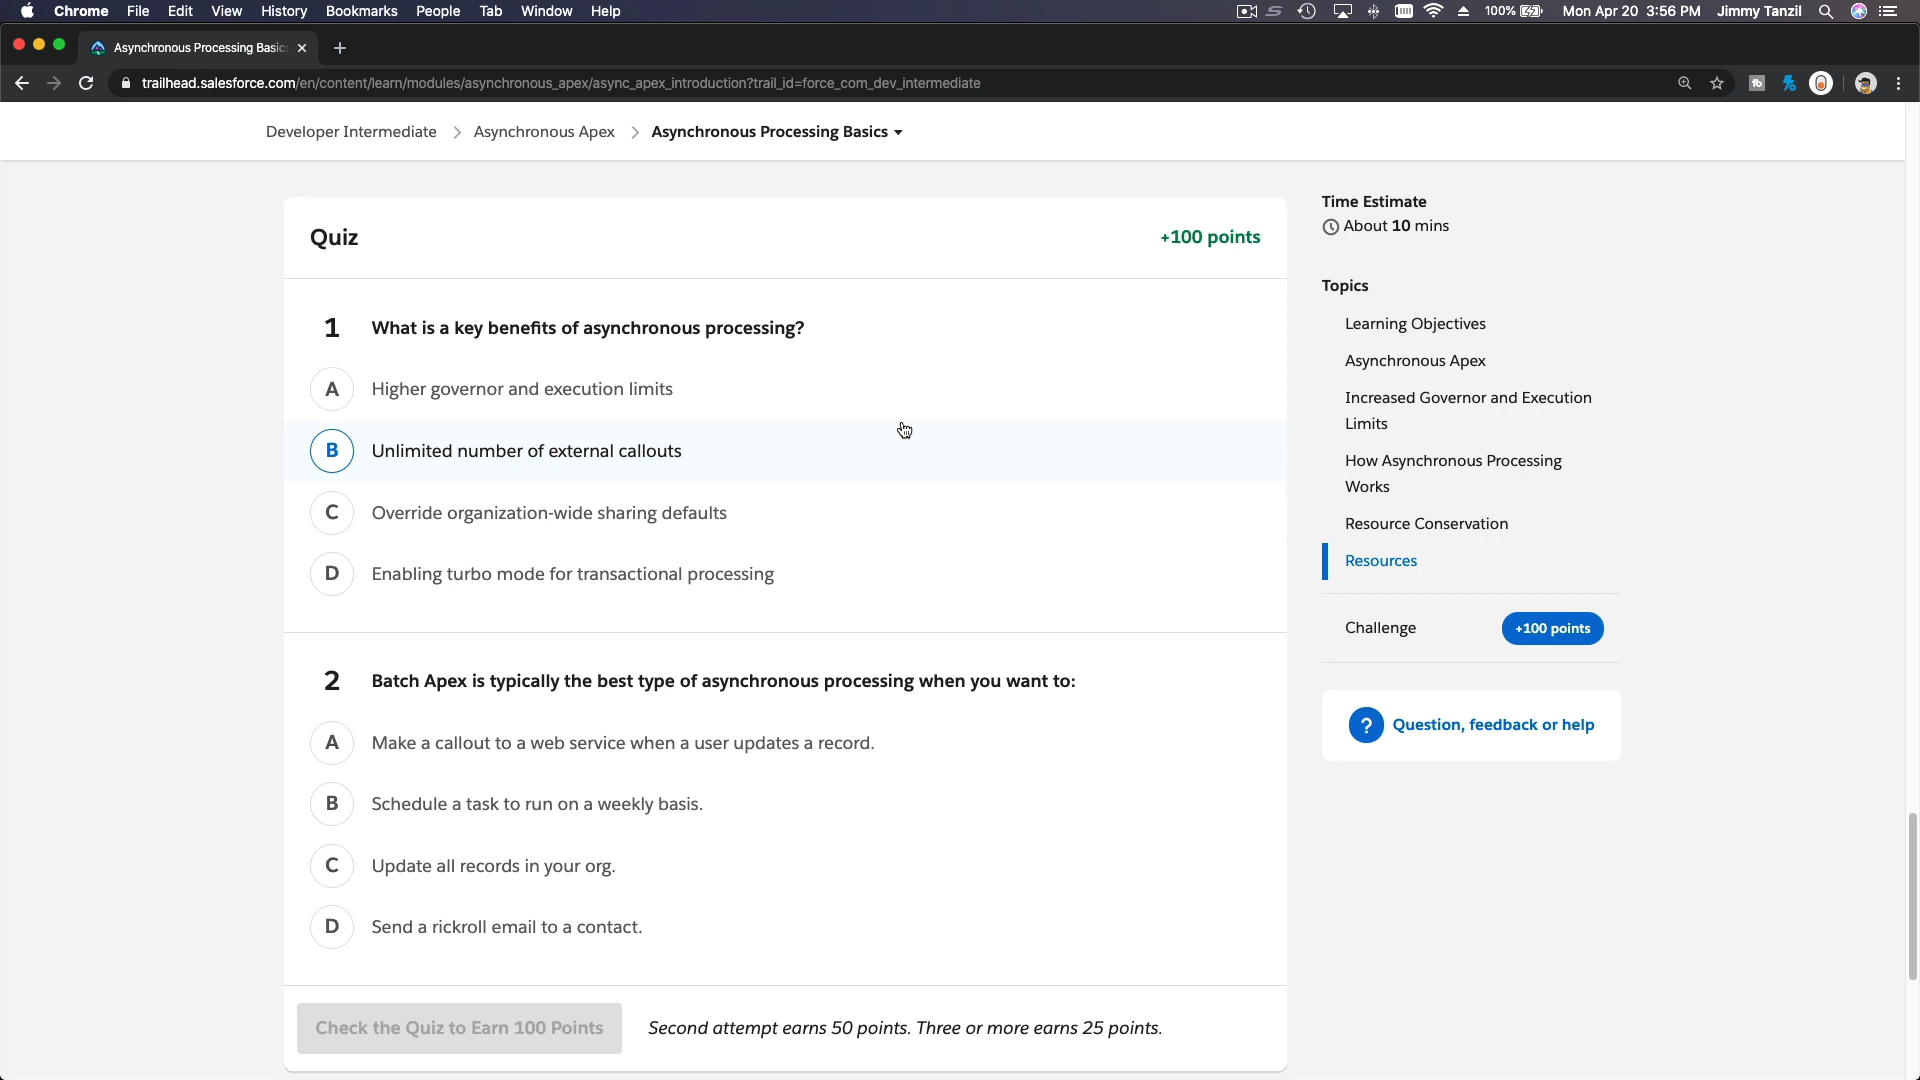 Chrome File Edit View History Bookmarks People Tab Window Help
100% Mon Apr 20 3:56 PM Jimmy Tanzil
Asynchronous Processing Basic
trailhead.salesforce.com/en/content/learn/modules/asynchronous_apex/async_apex_introduction?trail_id=force_com_dev_intermediate
Developer Intermediate > Asynchronous Apex > Asynchronous Processing Basics
Quiz
+100 points
1 What is a key benefits of asynchronous processing?
A Higher governor and execution limits
B Unlimited number of external callouts
C Override organization-wide sharing defaults
D Enabling turbo mode for transactional processing
2 Batch Apex is typically the best type of asynchronous processing when you want to:
A Make a callout to a web service when a user updates a record.
B Schedule a task to run on a weekly basis.
C Update all records in your org.
D Send a rickroll email to a contact.
Check the Quiz to Earn 100 Points
Second attempt earns 50 points. Three or more earns 25 points.
Time Estimate
About 10 mins
Topics
Learning Objectives
Asynchronous Apex
Increased Governor and Execution
Limits
How Asynchronous Processing
Works
Resource Conservation
Resources
Challenge
+100 points
? Question, feedback or help